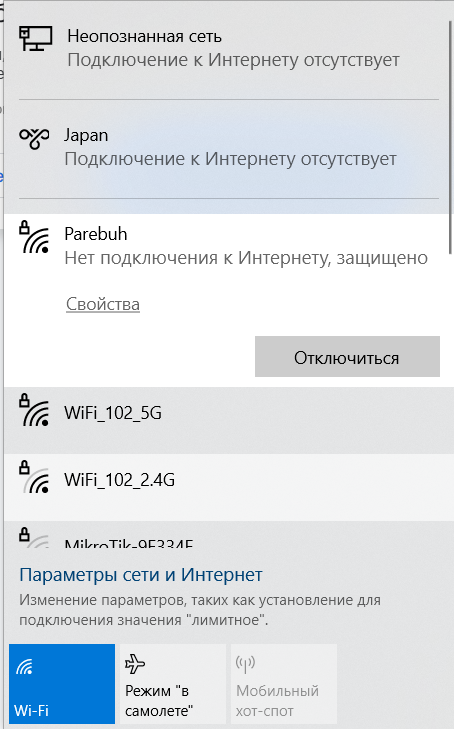 Неопознанная сеть
Подключение к Интернету отсутствует
Japan
Подключение к Интернету отсутствует
Parebuh
Нет подключения к Интернету, защищено
Свойства
Отключиться
WiFi_102_5G
WiFi_102_2.4G
MikroTik-9F334F
Параметры сети и Интернет
Изменение параметров, таких как установление для
подключения значения "лимитное".
Wi-Fi
Режим "в
самолете"
Мобильный
хот-спот